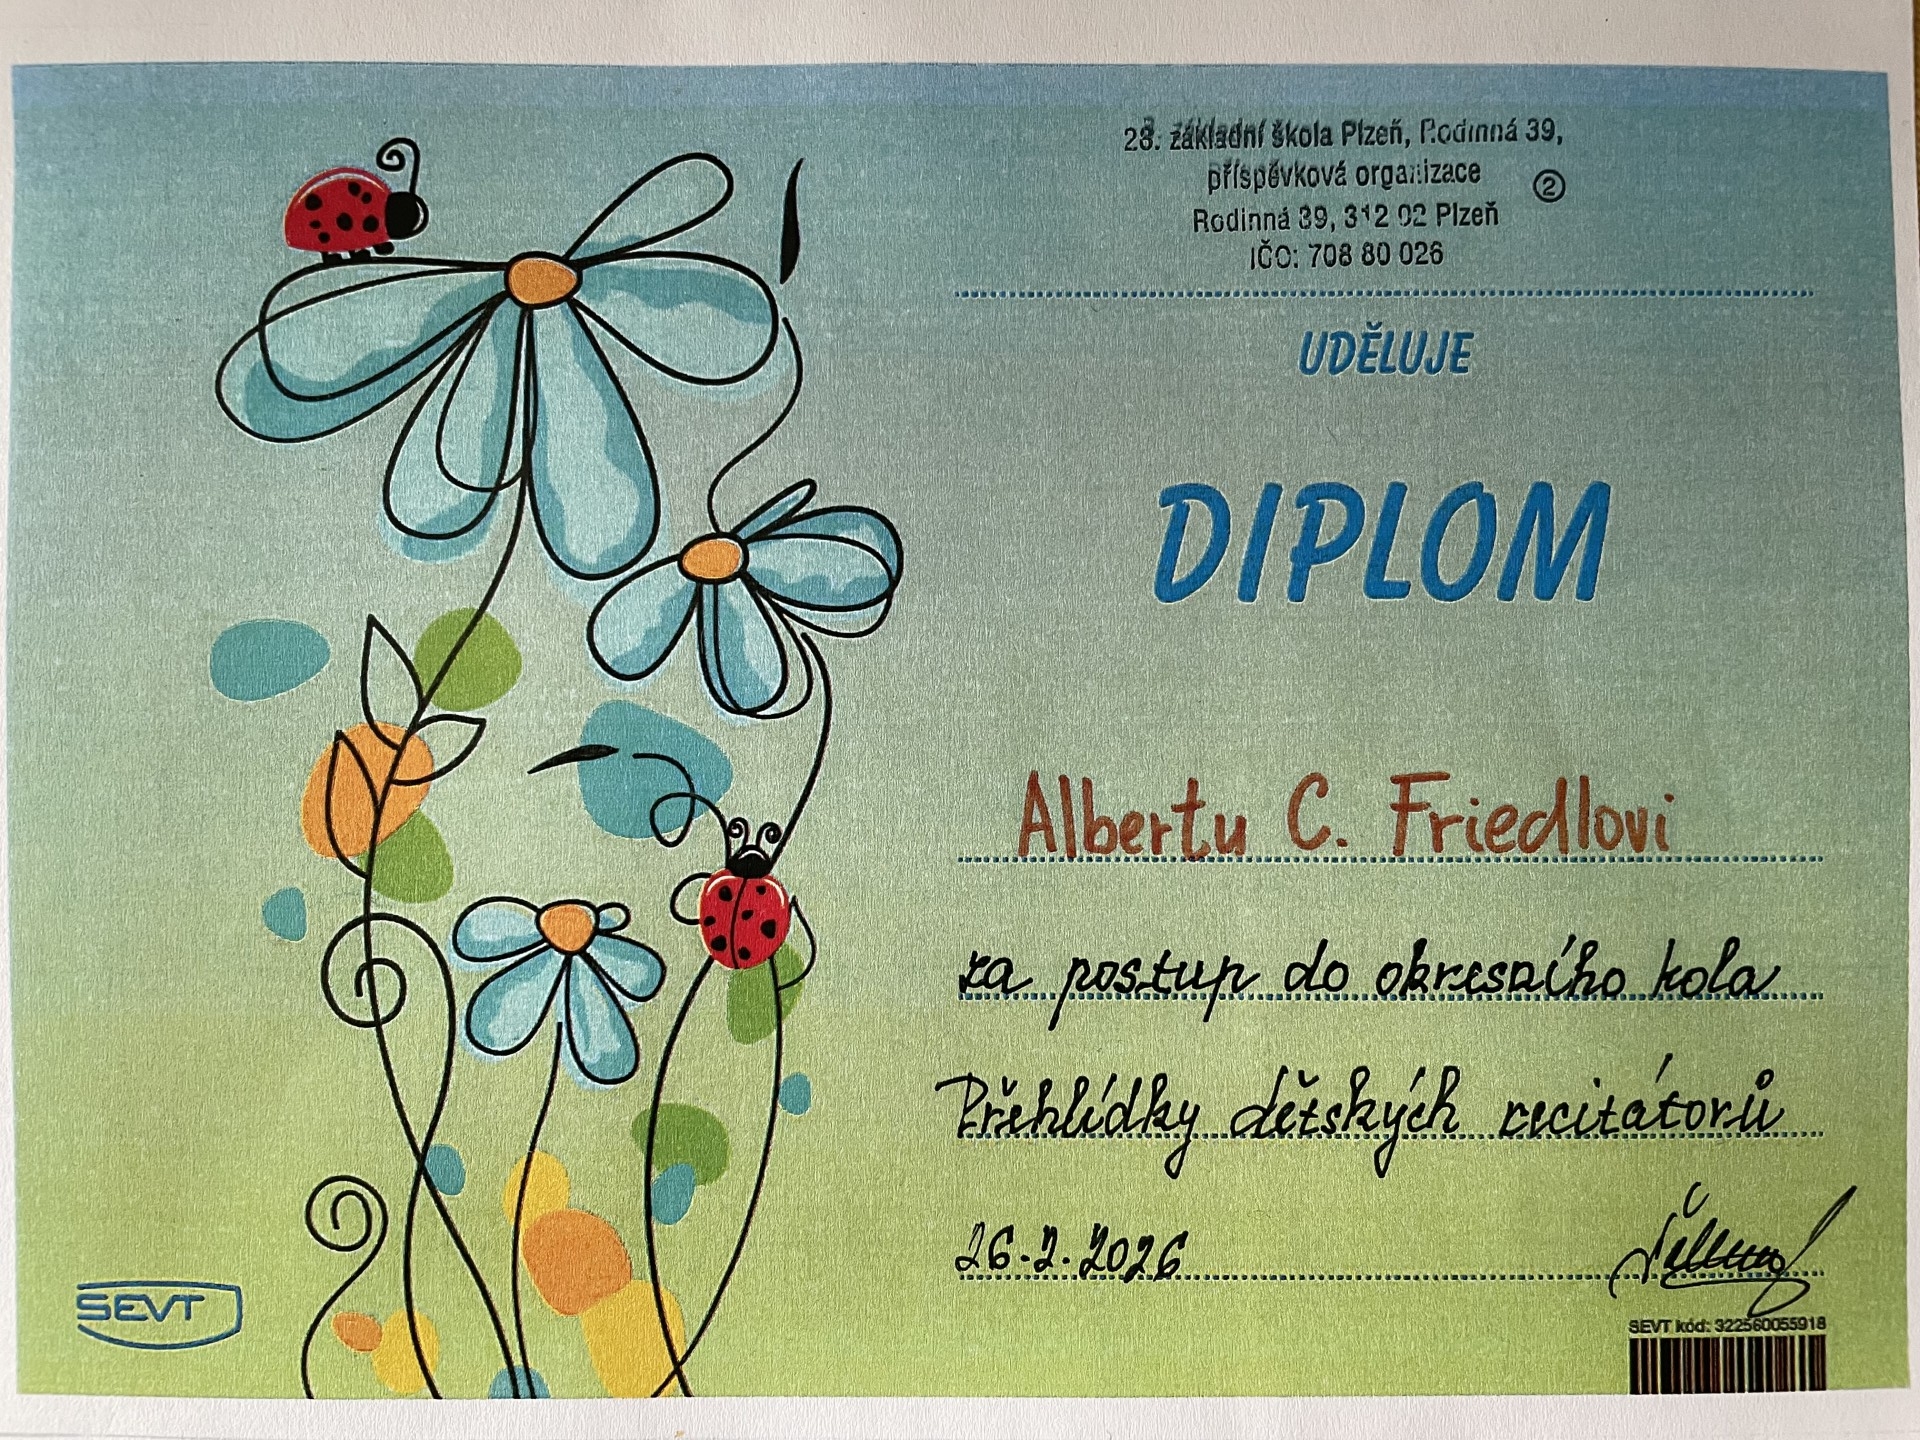 28. základní škola Plzeň, Rodinná 39,
příspěvková organizace
2
Rodinná 39, 312 02 Plzeň
IČO: 708 80 026
UDĚLUJE
DIPLOM
Albertu C. Friedlovi
za postup do okresního kola
Přehlídky dětských recitátorů
26.2.2026
SEVT
SEVT kód: 322560055918